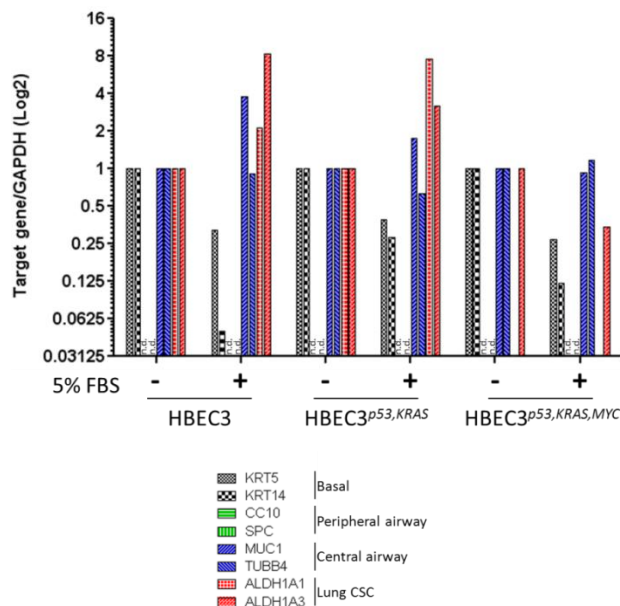 Target gene/GAPDH (Log2)
16
8
4
2
1
0.5
0.25
0.125
0.0625
0.03125
n.d. n.d. n.d. n.d. n.d. n.d. n.d. n.d. n.d. n.d. n.d. n.d.
5% FBS - + - + - +
HBEC3 HBEC3p53,KRAS HBEC3p53,KRAS,MYC
KRT5
KRT14
Basal
CC10
SPC
Peripheral airway
MUC1
TUBB4
Central airway
ALDH1A1
ALDH1A3
Lung CSC